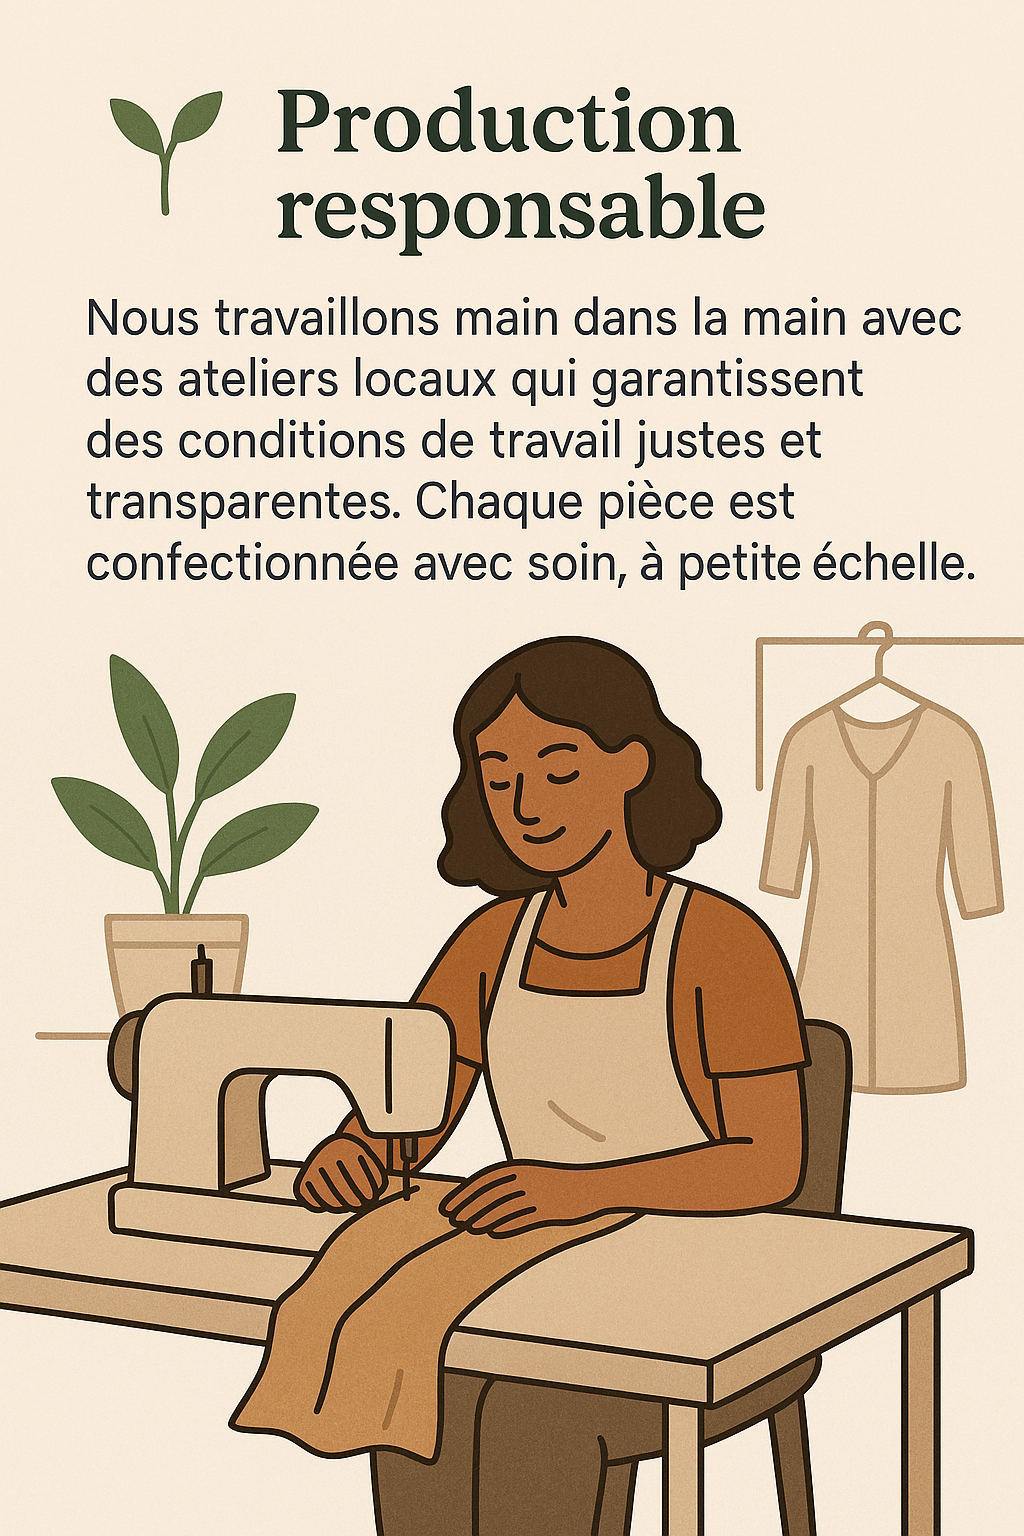 Production
responsable
Nous travaillons main dans la main avec
des ateliers locaux qui garantissent
des conditions de travail justes et
transparentes. Chaque pièce est
confectionnée avec soin, à petite échelle.